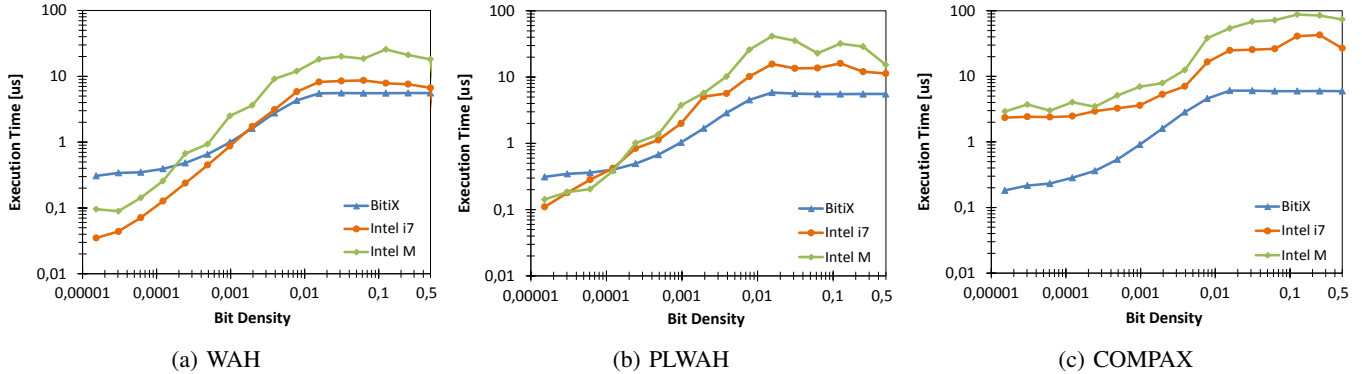 Execution Time [us]
100
10
1
0,1
0,01
BitiX
Intel i7
Intel M
0,00001 0,0001 0,001 0,01 0,1 0,5
Bit Density
(a) WAH
Execution Time [us]
100
10
1
0,1
0,01
BitiX
Intel i7
Intel M
0,00001 0,0001 0,001 0,01 0,1 0,5
Bit Density
(b) PLWAH
Execution Time [us]
100
10
1
0,1
0,01
BitiX
Intel i7
Intel M
0,00001 0,0001 0,001 0,01 0,1 0,5
Bit Density
(c) COMPAX